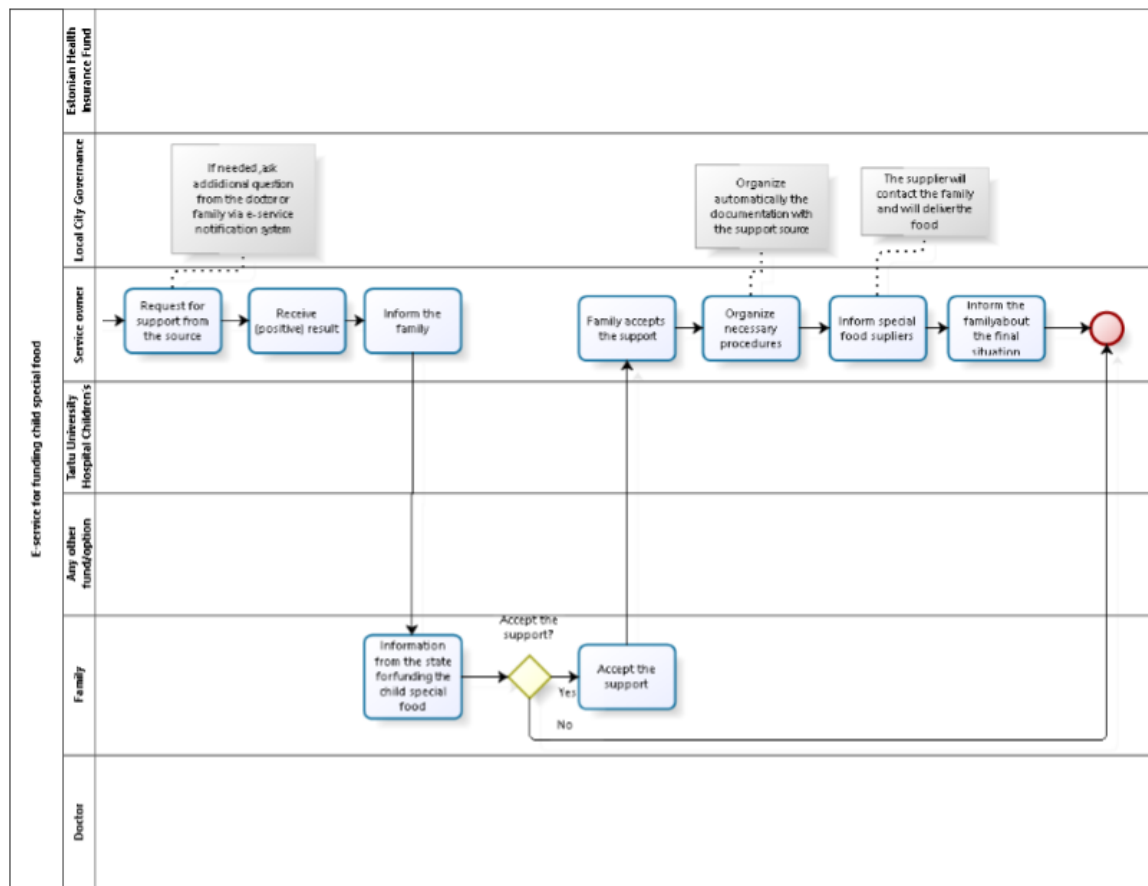 E-service for funding child special food
Estonian Health
Insurance Fund
Local City Governance
If needed ,ask
addidional question
from the doctor or
family via e-service
notification system
Organize
automatically the
documentation with
the support source
The supplier will
contact the family
and will deliver the
food
Service owner
Request for
support from
the source
Receive
(positive) result
Inform the
family
Family accepts
the support
Organize
necessary
procedures
Inform special
food supliers
Inform the
family about
the final
situation
Tartu University
Hospital Children's
Any other
fund/option
Family
Information
from the state
for funding the
child special
food
Accept the
support?
Yes
No
Accept the
support
Doctor